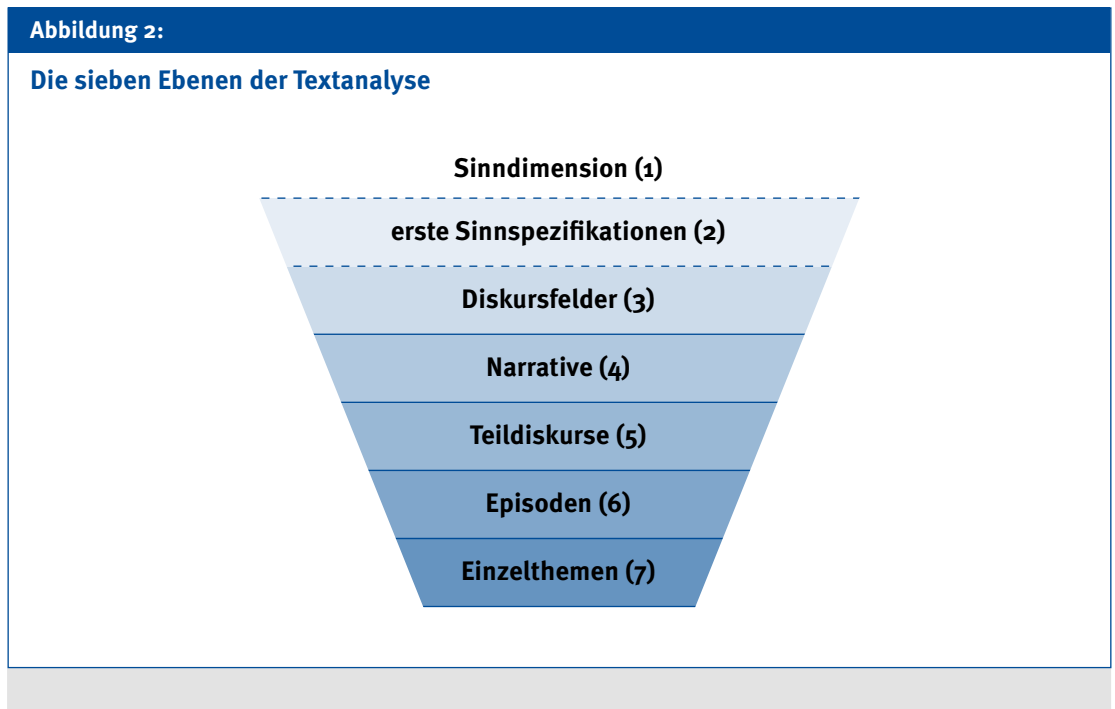 Abbildung 2:
Die sieben Ebenen der Textanalyse
Sinndimension (1)
erste Sinnspezifikationen (2)
Diskursfelder (3)
Narrative (4)
Teildiskurse (5)
Episoden (6)
Einzelthemen (7)